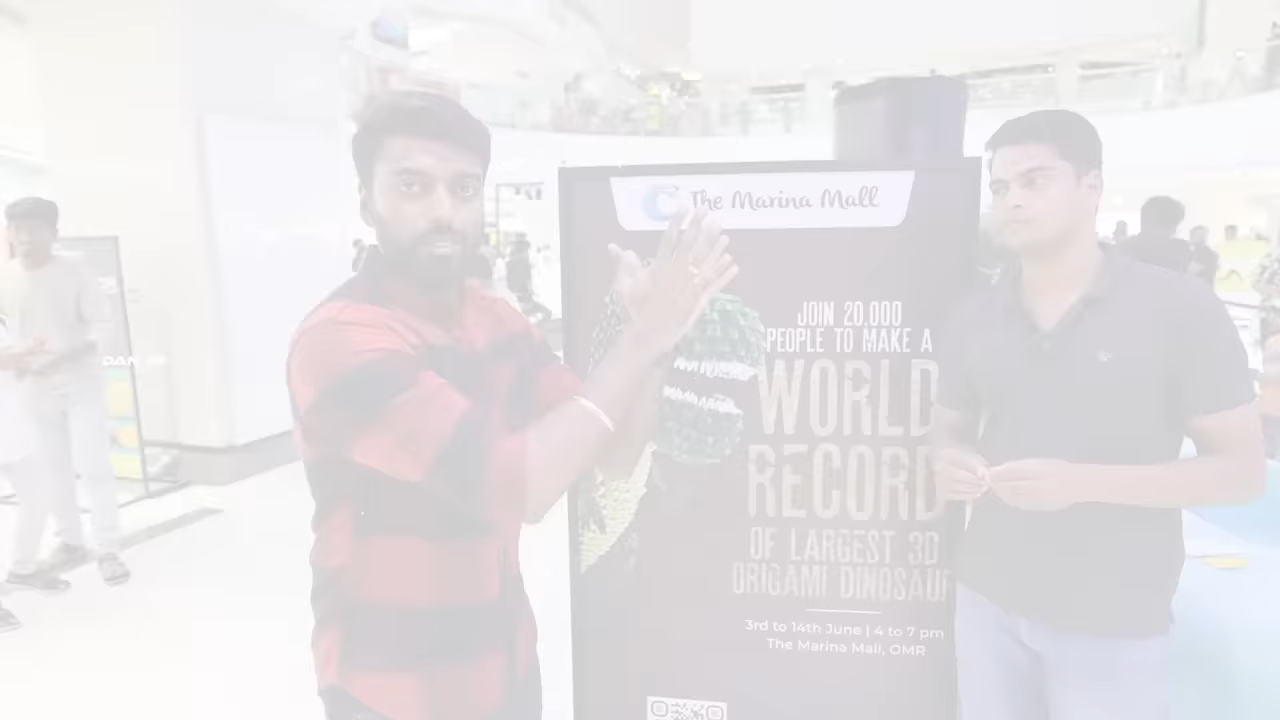 The Marina Mall
JOIN 20,000
PEOPLE TO MAKE A
WORLD
RECORD
OF LARGEST 3D
ORIGAMI DINOSAUR
3rd to 14th June | 4 to 7 pm
The Marina Mall, OMR